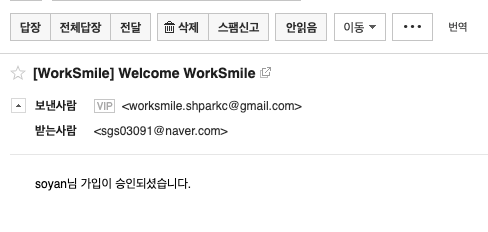 답장 전체답장 전달 삭제 스팸신고 안읽음 이동 번역
[WorkSmile] Welcome WorkSmile
보낸사람 VIP <worksmile.shparkc@gmail.com>
받는사람 <sgs03091@naver.com>
soyan님 가입이 승인되셨습니다.